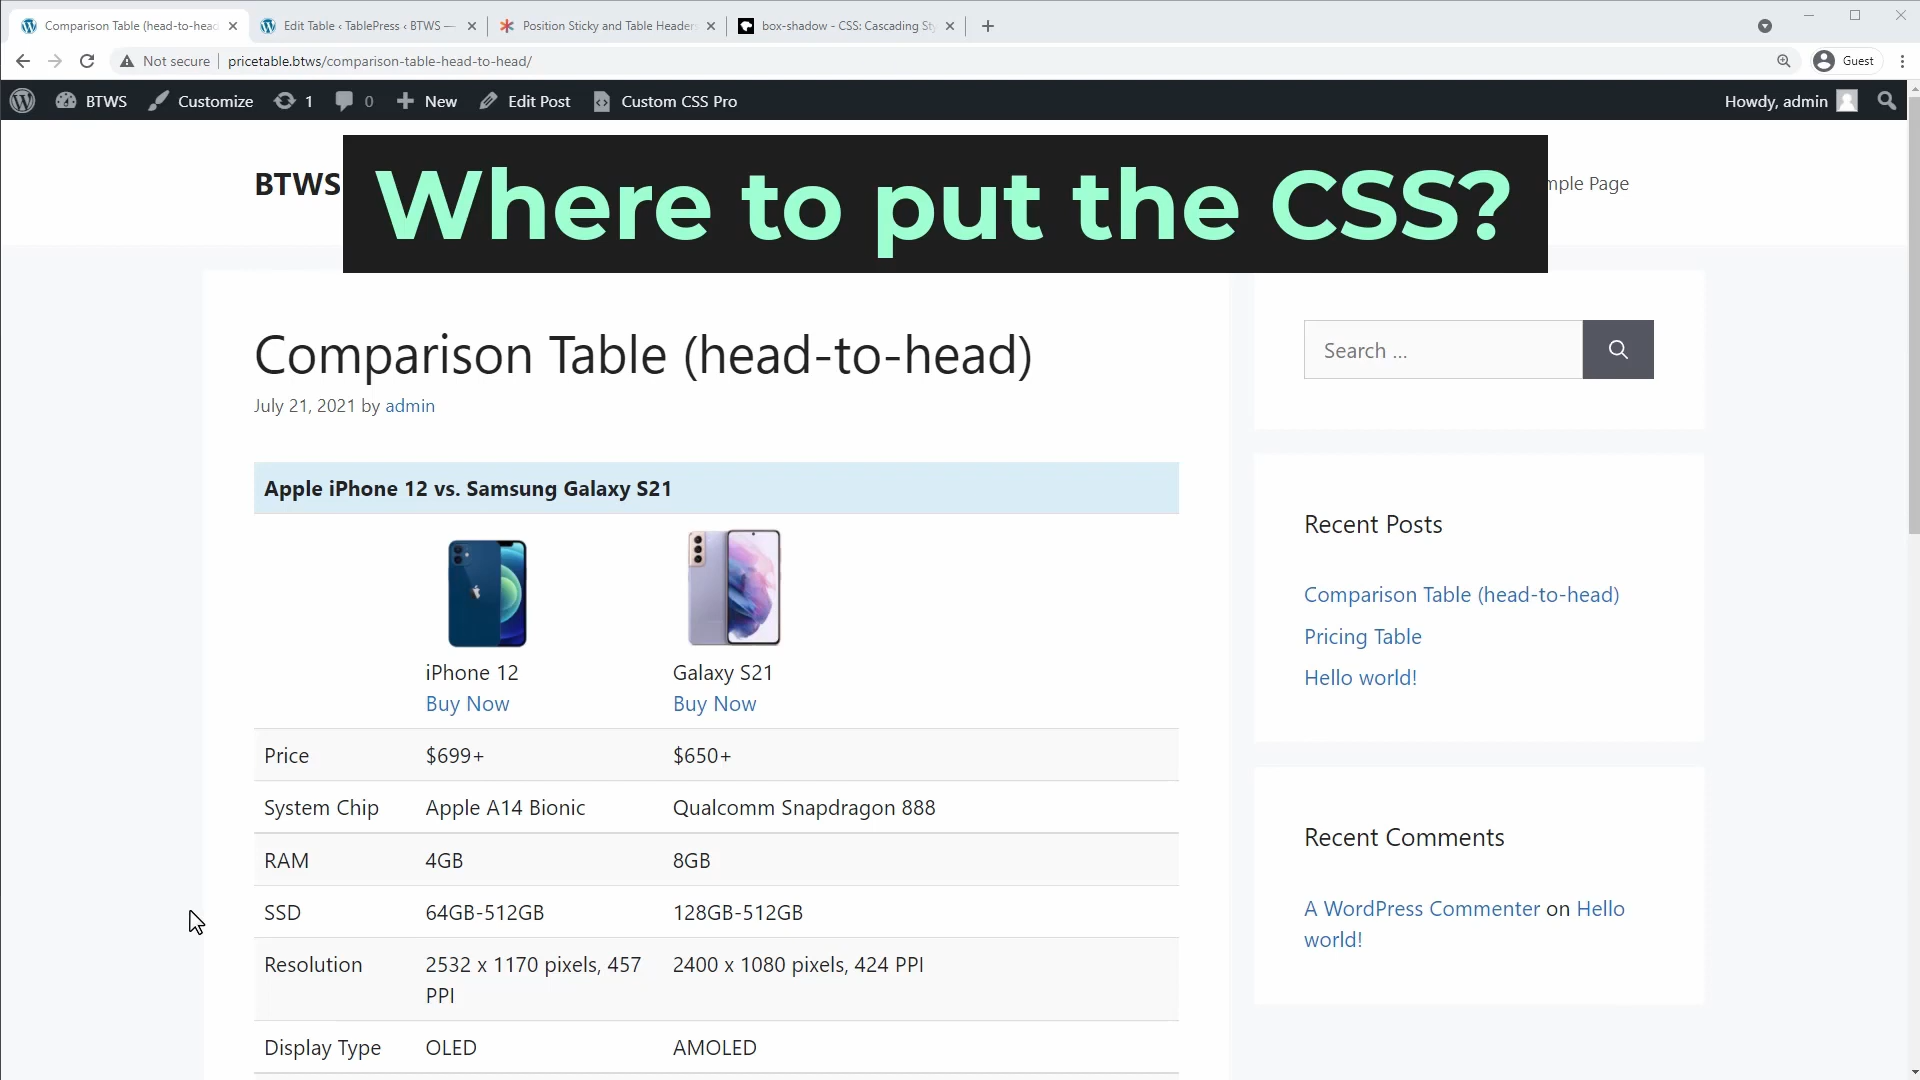 Comparison Table (head-to-head
Edit Table ‹ TablePress ‹ BTWS —
Position Sticky and Table Headers
box-shadow - CSS: Cascading Sty
Not secure
pricetable.btws/comparison-table-head-to-head/
Guest
BTWS
Customize
1
0
New
Edit Post
Custom CSS Pro
Howdy, admin
BTWS
Where to put the CSS?
mple Page
Comparison Table (head-to-head)
July 21, 2021 by admin
Search ...
Apple iPhone 12 vs. Samsung Galaxy S21
iPhone 12
Galaxy S21
Buy Now
Buy Now
Price $699+ $650+
System Chip Apple A14 Bionic Qualcomm Snapdragon 888
RAM 4GB 8GB
SSD 64GB-512GB 128GB-512GB
Resolution 2532 x 1170 pixels, 457 2400 x 1080 pixels, 424 PPI
PPI
Display Type OLED AMOLED
Recent Posts
Comparison Table (head-to-head)
Pricing Table
Hello world!
Recent Comments
A WordPress Commenter on Hello
world!